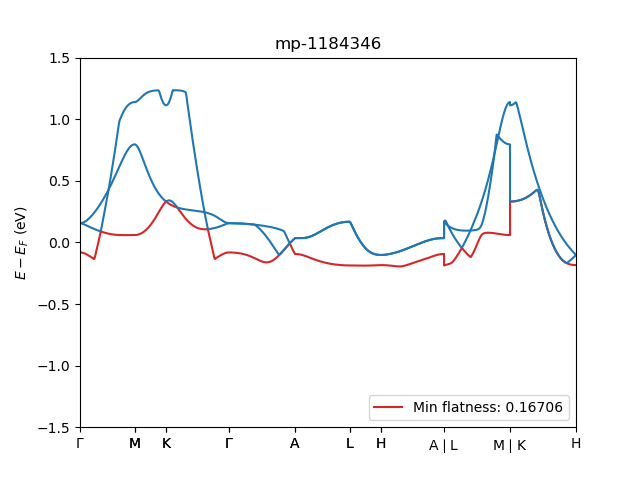 mp-1184346
E − E_F (eV)
1.5
1.0
0.5
0.0
−0.5
−1.0
−1.5
Min flatness: 0.16706
Γ M K Γ A L H A | L M | K H